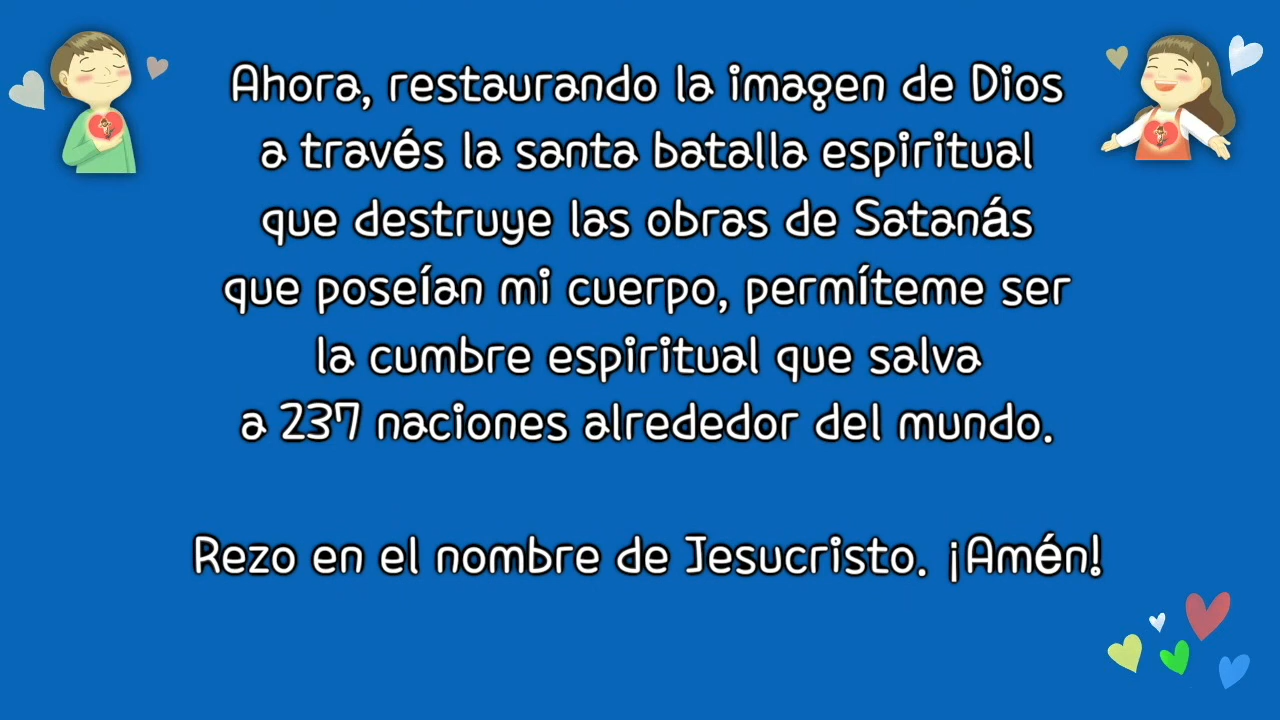 Ahora, restaurando la imagen de Dios
a través la santa batalla espiritual
que destruye las obras de Satanás
que poseían mi cuerpo, permíteme ser
la cumbre espiritual que salva
a 237 naciones alrededor del mundo.
Rezo en el nombre de Jesucristo. ¡Amén!